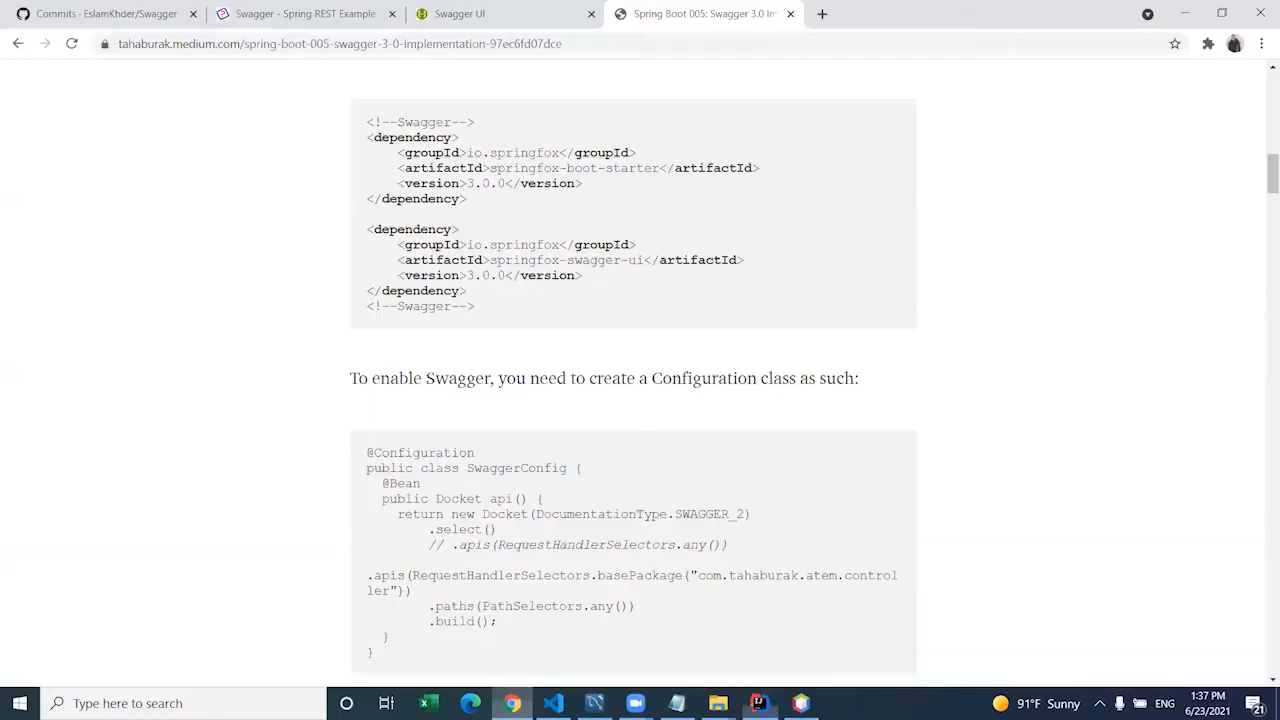 Commits - EslamKhder/Swagger
Swagger - Spring REST Example
Swagger UI
Spring Boot 005: Swagger 3.0 Im
tahaburak.medium.com/spring-boot-005-swagger-3-0-implementation-97ec6fd07dce
<!--Swagger-->
<dependency>
<groupId>io.springfox</groupId>
<artifactId>springfox-boot-starter</artifactId>
<version>3.0.0</version>
</dependency>
<dependency>
<groupId>io.springfox</groupId>
<artifactId>springfox-swagger-ui</artifactId>
<version>3.0.0</version>
</dependency>
<!--Swagger-->
To enable Swagger, you need to create a Configuration class as such:
@Configuration
public class SwaggerConfig {
@Bean
public Docket api() {
return new Docket(DocumentationType.SWAGGER_2)
.select()
// .apis(RequestHandlerSelectors.any())
.apis(RequestHandlerSelectors.basePackage("com.tahaburak.atem.control
ler"))
.paths(PathSelectors.any())
.build();
}
}
Type here to search
91°F Sunny
ENG
1:37 PM
6/23/2021
21